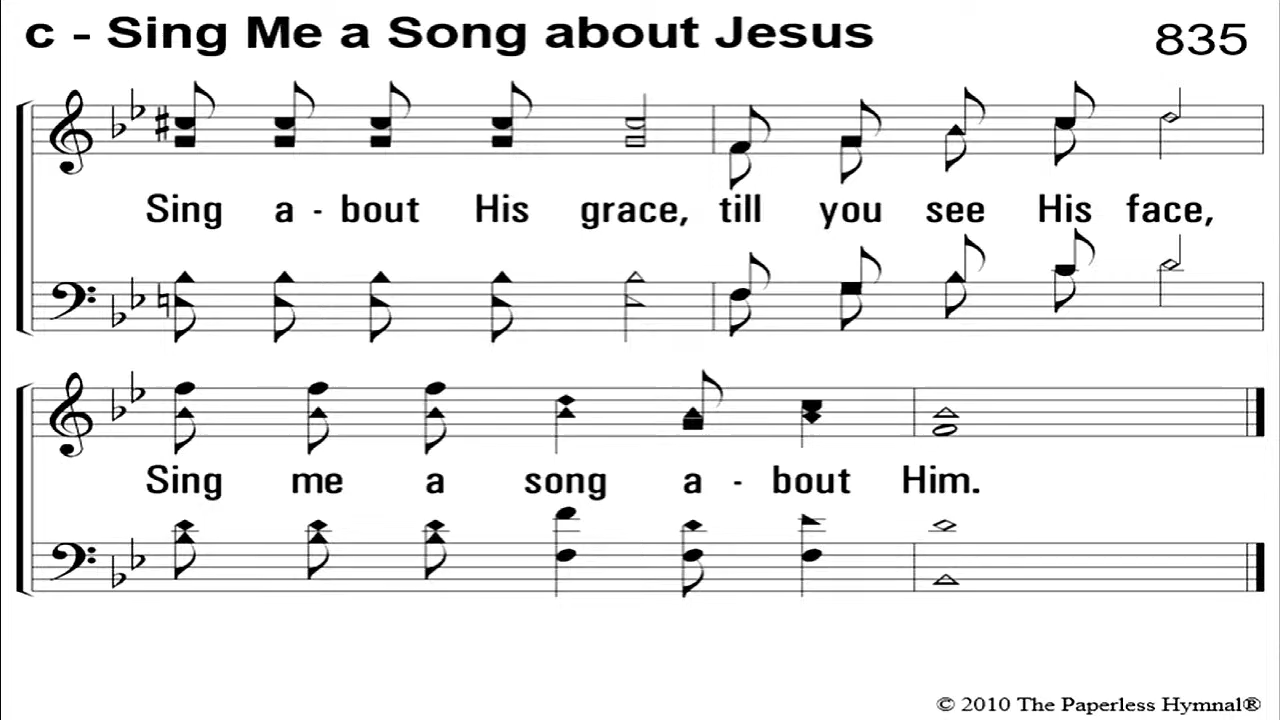 c - Sing Me a Song about Jesus 835
Sing a - bout His grace, till you see His face,
Sing me a song a - bout Him.
© 2010 The Paperless Hymnal®